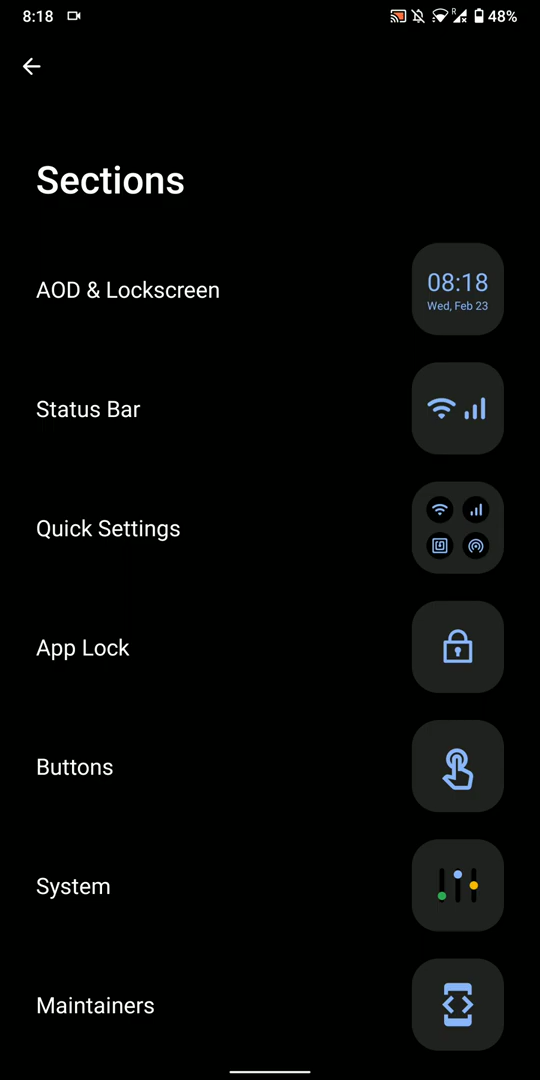 8:18
R
48%
Sections
AOD & Lockscreen
08:18
Wed, Feb 23
Status Bar
Quick Settings
App Lock
Buttons
System
Maintainers